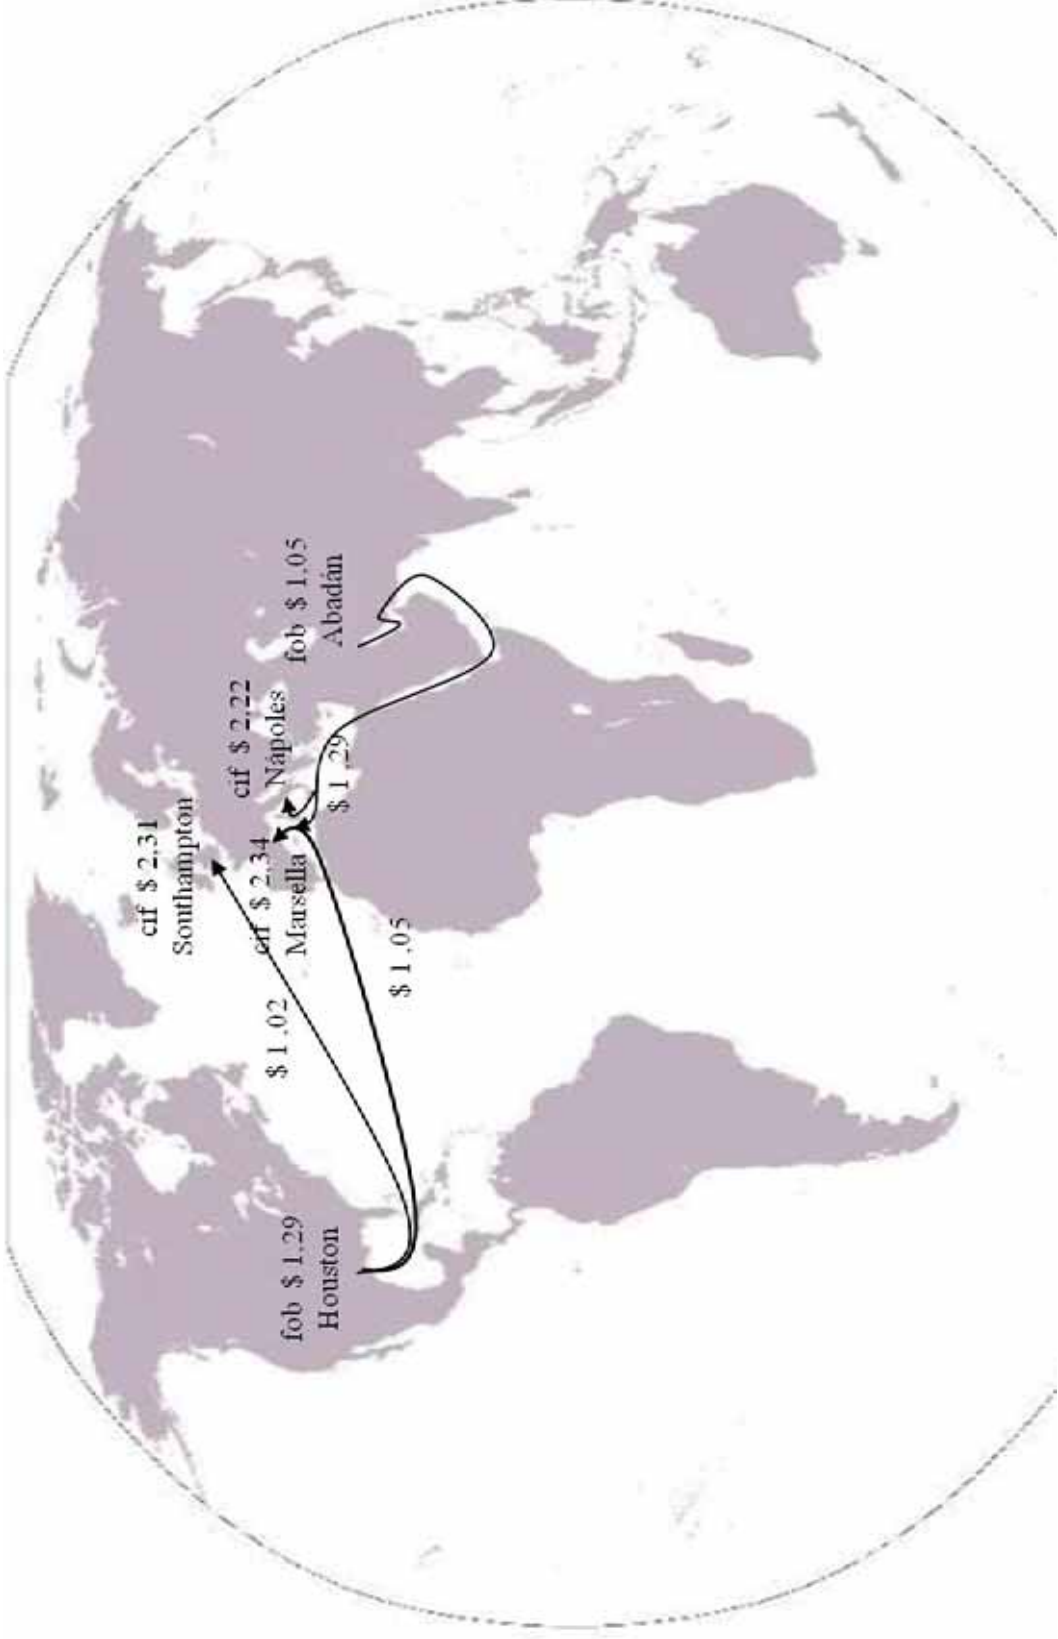 cif $ 2.31
Southampton
cif $ 2.22
Nápoles
cif $ 2.34
Marsella
fob $ 1.05
Abadán
$ 1.02
$ 1.29
$ 1.05
fob $ 1.29
Houston